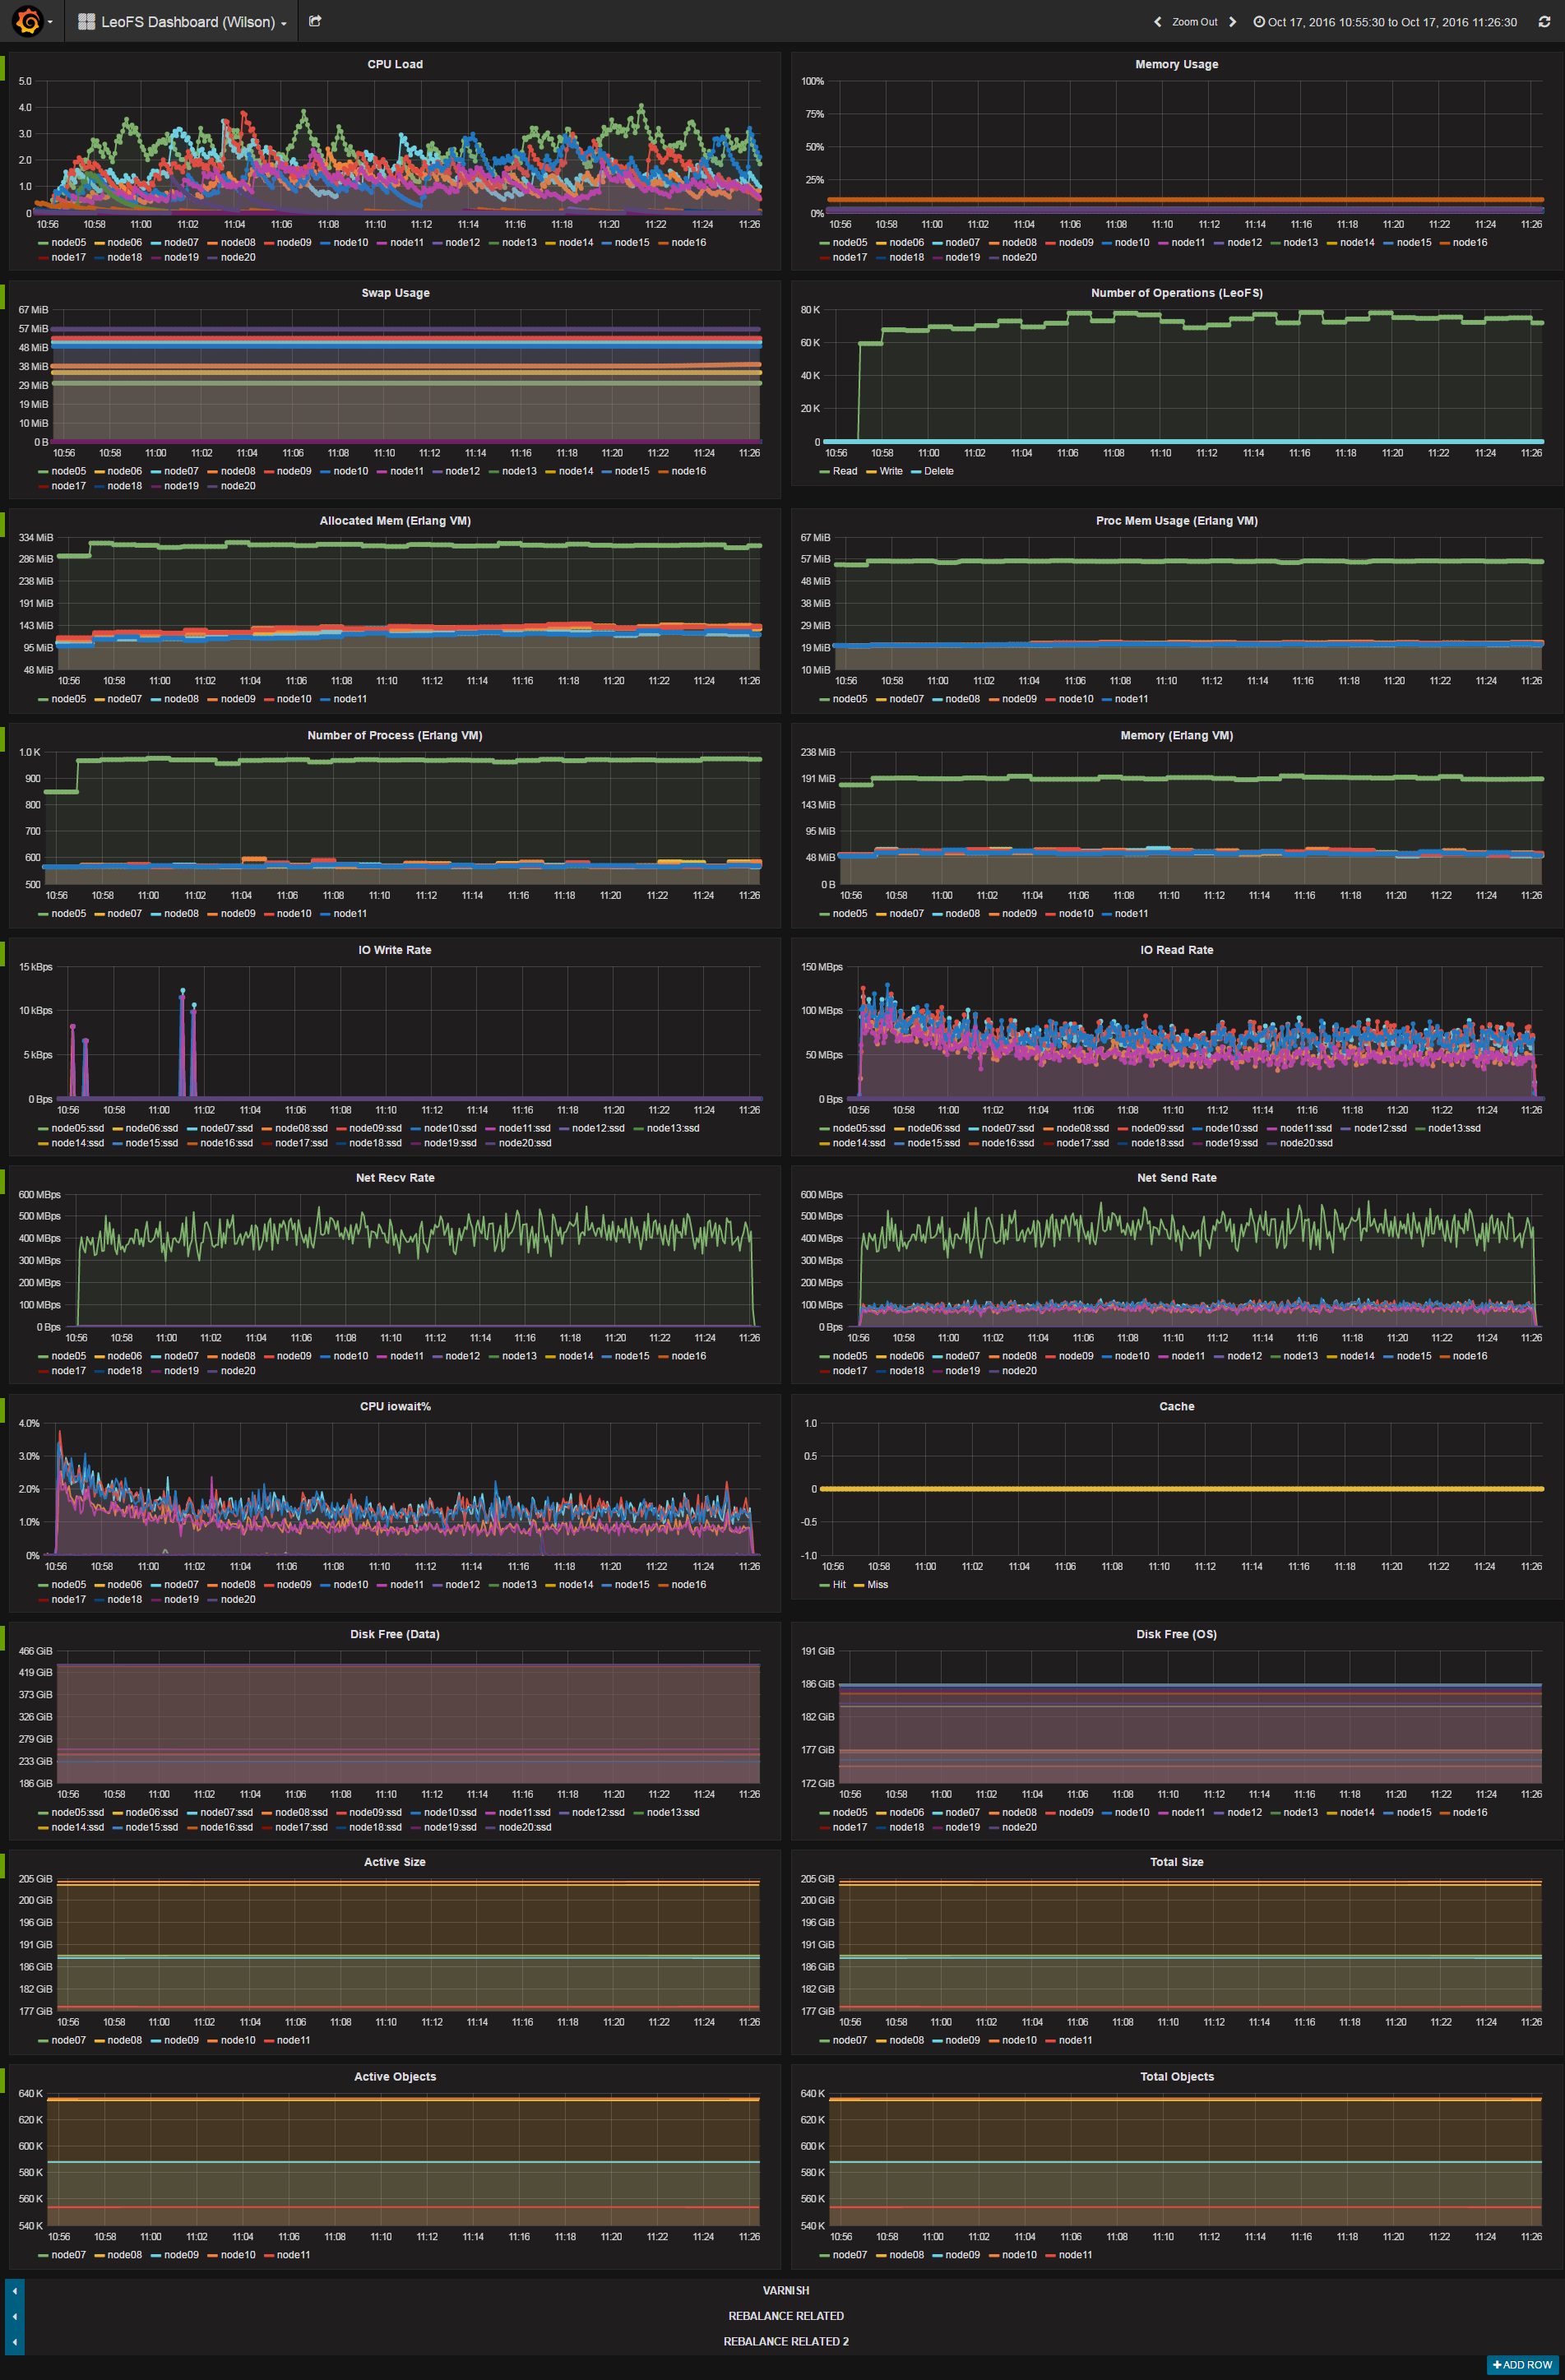 LeoFS Dashboard (Wilson)
Zoom Out
Oct 17, 2016 10:55:30 to Oct 17, 2016 11:26:30
CPU Load
5.0
4.0
3.0
2.0
1.0
0
10:56 10:58 11:00 11:02 11:04 11:06 11:08 11:10 11:12 11:14 11:16 11:18 11:20 11:22 11:24 11:26
node05 node06 node07 node08 node09 node10 node11 node12 node13 node14 node15 node16
node17 node18 node19 node20
Memory Usage
100%
75%
50%
25%
0%
10:56 10:58 11:00 11:02 11:04 11:06 11:08 11:10 11:12 11:14 11:16 11:18 11:20 11:22 11:24 11:26
node05 node06 node07 node08 node09 node10 node11 node12 node13 node14 node15 node16
node17 node18 node19 node20
Swap Usage
67 MiB
57 MiB
48 MiB
38 MiB
29 MiB
19 MiB
10 MiB
0 B
10:56 10:58 11:00 11:02 11:04 11:06 11:08 11:10 11:12 11:14 11:16 11:18 11:20 11:22 11:24 11:26
node05 node06 node07 node08 node09 node10 node11 node12 node13 node14 node15 node16
node17 node18 node19 node20
Number of Operations (LeoFS)
80 K
60 K
40 K
20 K
0
10:56 10:58 11:00 11:02 11:04 11:06 11:08 11:10 11:12 11:14 11:16 11:18 11:20 11:22 11:24 11:26
Read Write Delete
Allocated Mem (Erlang VM)
334 MiB
286 MiB
238 MiB
191 MiB
143 MiB
95 MiB
48 MiB
10:56 10:58 11:00 11:02 11:04 11:06 11:08 11:10 11:12 11:14 11:16 11:18 11:20 11:22 11:24 11:26
node05 node07 node08 node09 node10 node11
Proc Mem Usage (Erlang VM)
67 MiB
57 MiB
48 MiB
38 MiB
29 MiB
19 MiB
10 MiB
10:56 10:58 11:00 11:02 11:04 11:06 11:08 11:10 11:12 11:14 11:16 11:18 11:20 11:22 11:24 11:26
node05 node07 node08 node09 node10 node11
Number of Process (Erlang VM)
1.0 K
900
800
700
600
500
10:56 10:58 11:00 11:02 11:04 11:06 11:08 11:10 11:12 11:14 11:16 11:18 11:20 11:22 11:24 11:26
node05 node07 node08 node09 node10 node11
Memory (Erlang VM)
238 MiB
191 MiB
143 MiB
95 MiB
48 MiB
0 B
10:56 10:58 11:00 11:02 11:04 11:06 11:08 11:10 11:12 11:14 11:16 11:18 11:20 11:22 11:24 11:26
node05 node07 node08 node09 node10 node11
IO Write Rate
15 kBps
10 kBps
5 kBps
0 Bps
10:56 10:58 11:00 11:02 11:04 11:06 11:08 11:10 11:12 11:14 11:16 11:18 11:20 11:22 11:24 11:26
node05:ssd node06:ssd node07:ssd node08:ssd node09:ssd node10:ssd node11:ssd node12:ssd node13:ssd
node14:ssd node15:ssd node16:ssd node17:ssd node18:ssd node19:ssd node20:ssd
IO Read Rate
150 MBps
100 MBps
50 MBps
0 Bps
10:56 10:58 11:00 11:02 11:04 11:06 11:08 11:10 11:12 11:14 11:16 11:18 11:20 11:22 11:24 11:26
node05:ssd node06:ssd node07:ssd node08:ssd node09:ssd node10:ssd node11:ssd node12:ssd node13:ssd
node14:ssd node15:ssd node16:ssd node17:ssd node18:ssd node19:ssd node20:ssd
Net Recv Rate
600 MBps
500 MBps
400 MBps
300 MBps
200 MBps
100 MBps
0 Bps
10:56 10:58 11:00 11:02 11:04 11:06 11:08 11:10 11:12 11:14 11:16 11:18 11:20 11:22 11:24 11:26
node05 node06 node07 node08 node09 node10 node11 node12 node13 node14 node15 node16
node17 node18 node19 node20
Net Send Rate
600 MBps
500 MBps
400 MBps
300 MBps
200 MBps
100 MBps
0 Bps
10:56 10:58 11:00 11:02 11:04 11:06 11:08 11:10 11:12 11:14 11:16 11:18 11:20 11:22 11:24 11:26
node05 node06 node07 node08 node09 node10 node11 node12 node13 node14 node15 node16
node17 node18 node19 node20
CPU iowait%
4.0%
3.0%
2.0%
1.0%
0%
10:56 10:58 11:00 11:02 11:04 11:06 11:08 11:10 11:12 11:14 11:16 11:18 11:20 11:22 11:24 11:26
node05 node06 node07 node08 node09 node10 node11 node12 node13 node14 node15 node16
node17 node18 node19 node20
Cache
1.0
0.5
0
-0.5
-1.0
10:56 10:58 11:00 11:02 11:04 11:06 11:08 11:10 11:12 11:14 11:16 11:18 11:20 11:22 11:24 11:26
Hit Miss
Disk Free (Data)
466 GiB
419 GiB
373 GiB
326 GiB
279 GiB
233 GiB
186 GiB
10:56 10:58 11:00 11:02 11:04 11:06 11:08 11:10 11:12 11:14 11:16 11:18 11:20 11:22 11:24 11:26
node05:ssd node06:ssd node07:ssd node08:ssd node09:ssd node10:ssd node11:ssd node12:ssd node13:ssd
node14:ssd node15:ssd node16:ssd node17:ssd node18:ssd node19:ssd node20:ssd
Disk Free (OS)
191 GiB
186 GiB
182 GiB
177 GiB
172 GiB
10:56 10:58 11:00 11:02 11:04 11:06 11:08 11:10 11:12 11:14 11:16 11:18 11:20 11:22 11:24 11:26
node05 node06 node07 node08 node09 node10 node11 node12 node13 node14 node15 node16
node17 node18 node19 node20
Active Size
205 GiB
200 GiB
196 GiB
191 GiB
186 GiB
182 GiB
177 GiB
10:56 10:58 11:00 11:02 11:04 11:06 11:08 11:10 11:12 11:14 11:16 11:18 11:20 11:22 11:24 11:26
node07 node08 node09 node10 node11
Total Size
205 GiB
200 GiB
196 GiB
191 GiB
186 GiB
182 GiB
177 GiB
10:56 10:58 11:00 11:02 11:04 11:06 11:08 11:10 11:12 11:14 11:16 11:18 11:20 11:22 11:24 11:26
node07 node08 node09 node10 node11
Active Objects
640 K
620 K
600 K
580 K
560 K
540 K
10:56 10:58 11:00 11:02 11:04 11:06 11:08 11:10 11:12 11:14 11:16 11:18 11:20 11:22 11:24 11:26
node07 node08 node09 node10 node11
Total Objects
640 K
620 K
600 K
580 K
560 K
540 K
10:56 10:58 11:00 11:02 11:04 11:06 11:08 11:10 11:12 11:14 11:16 11:18 11:20 11:22 11:24 11:26
node07 node08 node09 node10 node11
VARNISH
REBALANCE RELATED
REBALANCE RELATED 2
+ADD ROW